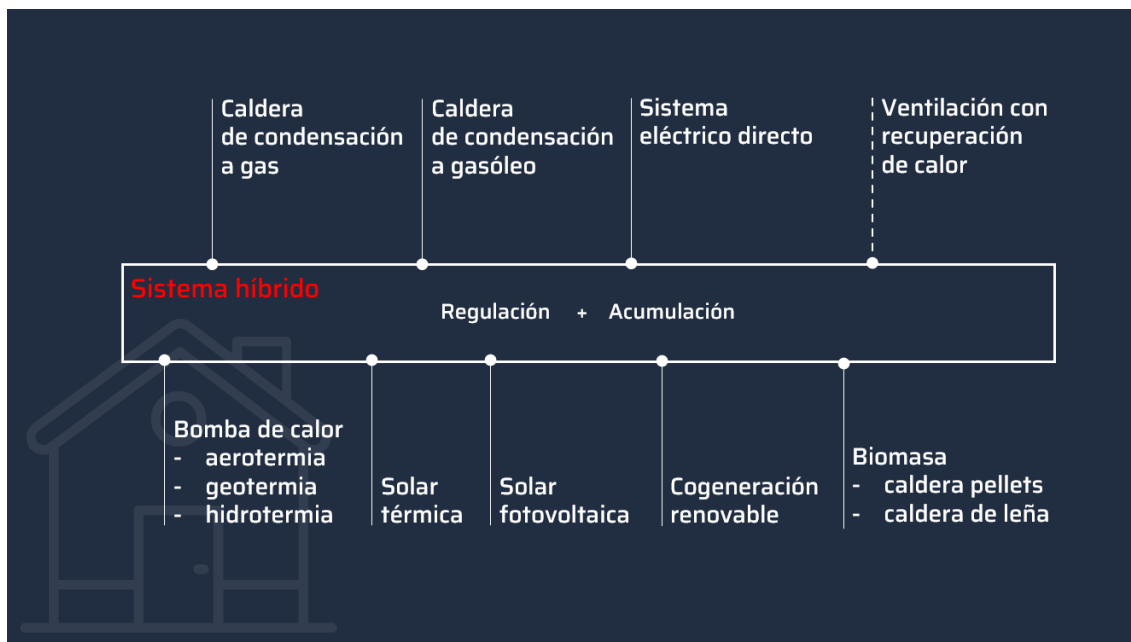 Caldera
de condensación
a gas
Caldera
de condensación
a gasóleo
Sistema
eléctrico directo
Ventilación con
recuperación
de calor
Sistema híbrido
Regulación + Acumulación
Bomba de calor
- aerotermia
- geotermia
- hidrotermia
Solar
térmica
Solar
fotovoltaica
Cogeneración
renovable
Biomasa
- caldera pellets
- caldera de leña